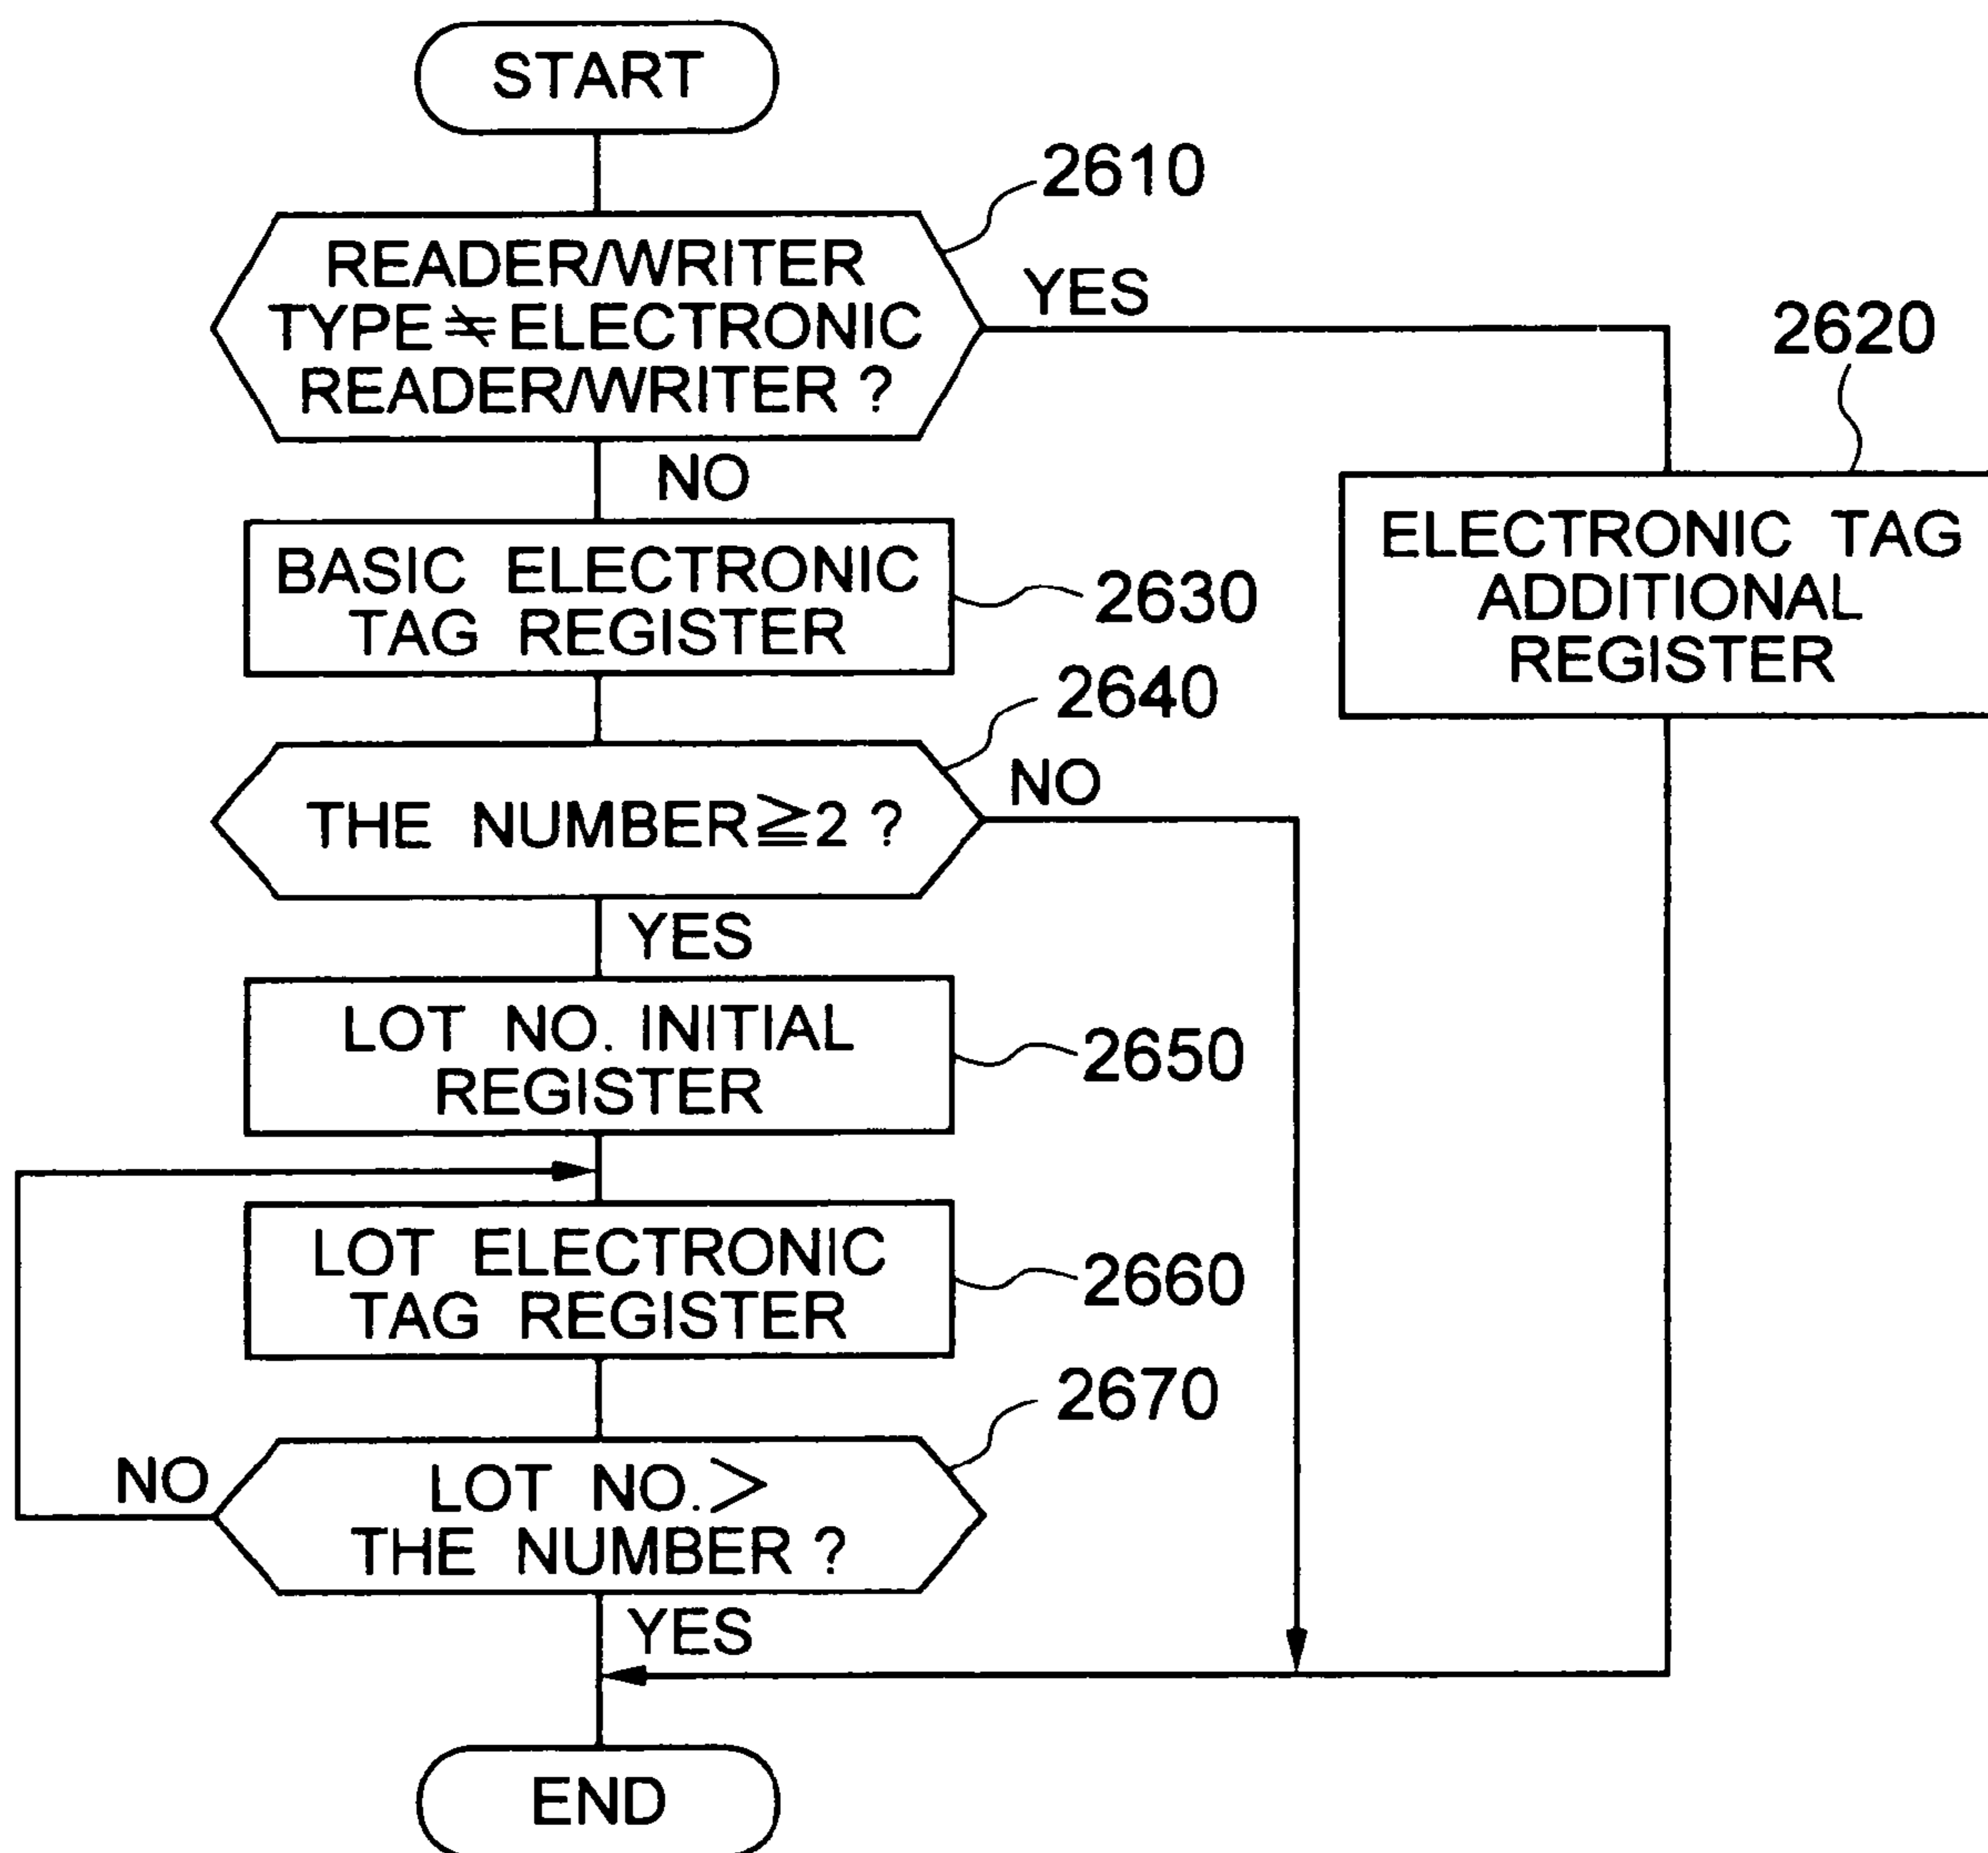 START
2610
READER/WRITER
TYPE ≠ ELECTRONIC
READER/WRITER ?
YES
2620
NO
ELECTRONIC TAG
ADDITIONAL
REGISTER
BASIC ELECTRONIC
TAG REGISTER
2630
2640
THE NUMBER≧2 ?
NO
YES
LOT NO. INITIAL
REGISTER
2650
LOT ELECTRONIC
TAG REGISTER
2660
2670
NO
LOT NO.>
THE NUMBER ?
YES
END